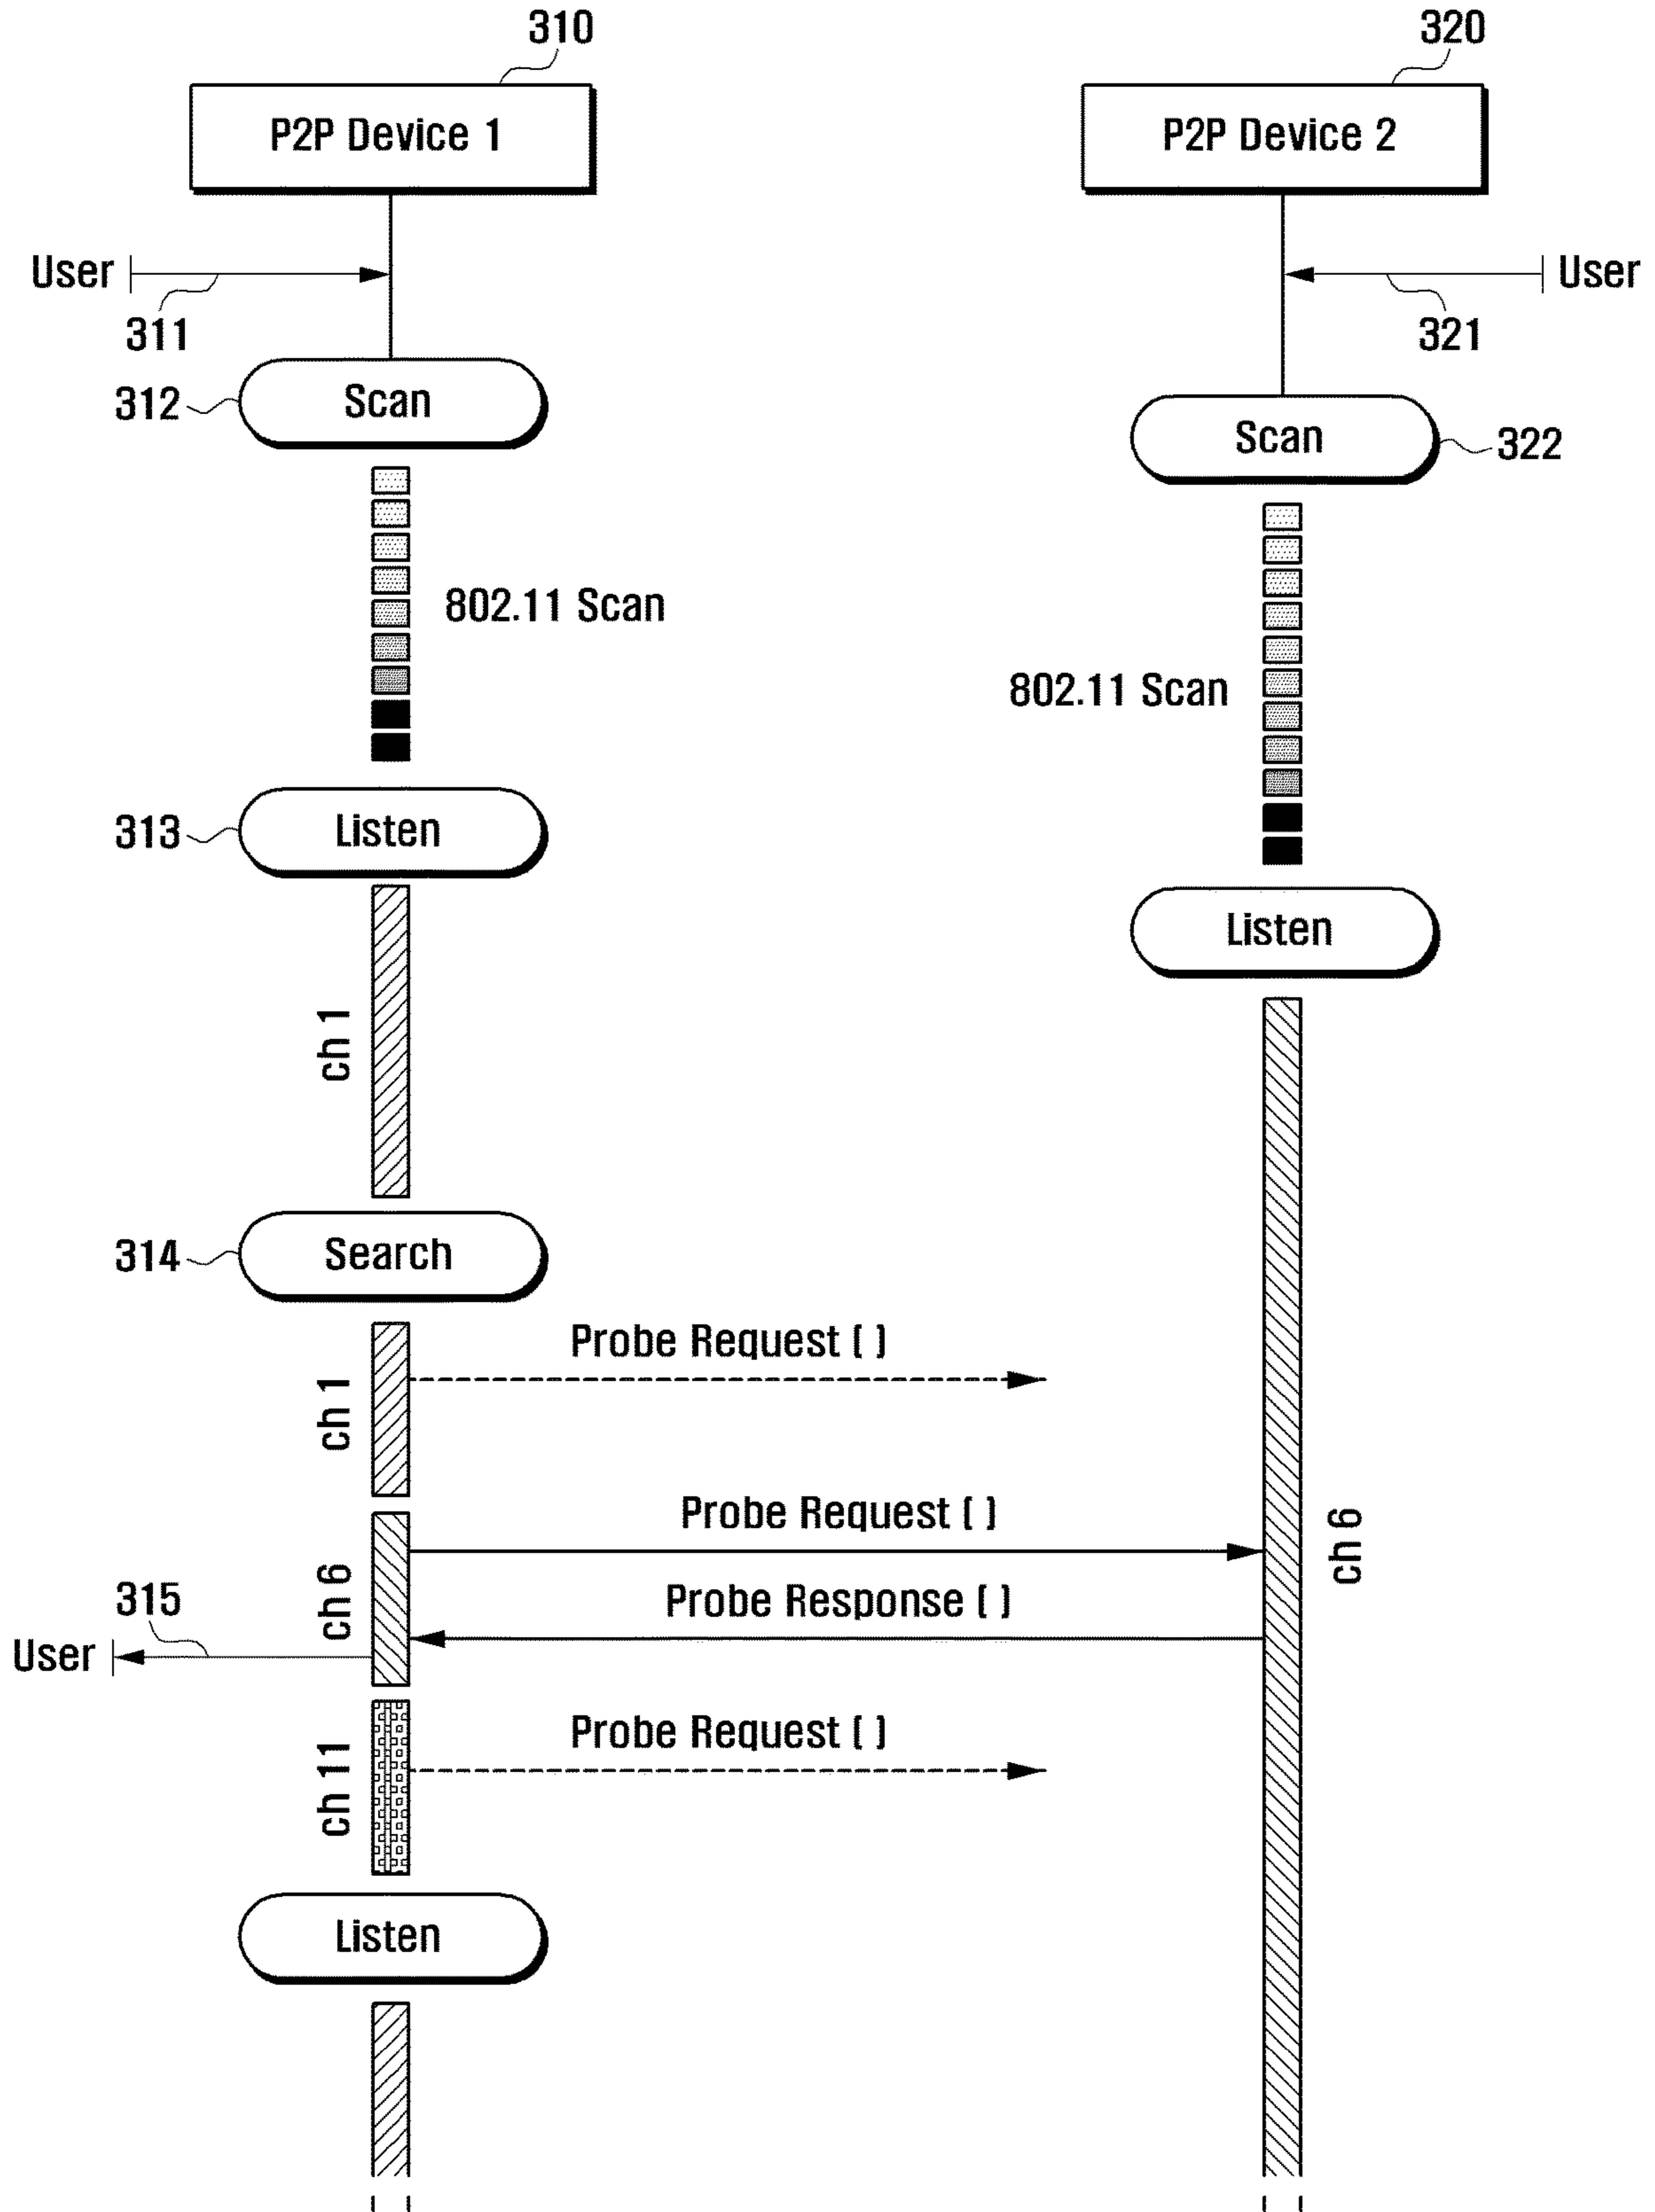 310
320
P2P Device 1
P2P Device 2
User
User
311
321
312
Scan
Scan
322
802.11 Scan
802.11 Scan
313
Listen
Listen
ch 1
314
Search
Probe Request ( )
ch 1
Probe Request ( )
ch 6
ch 6
Probe Response ( )
315
User
Probe Request ( )
ch 11
Listen